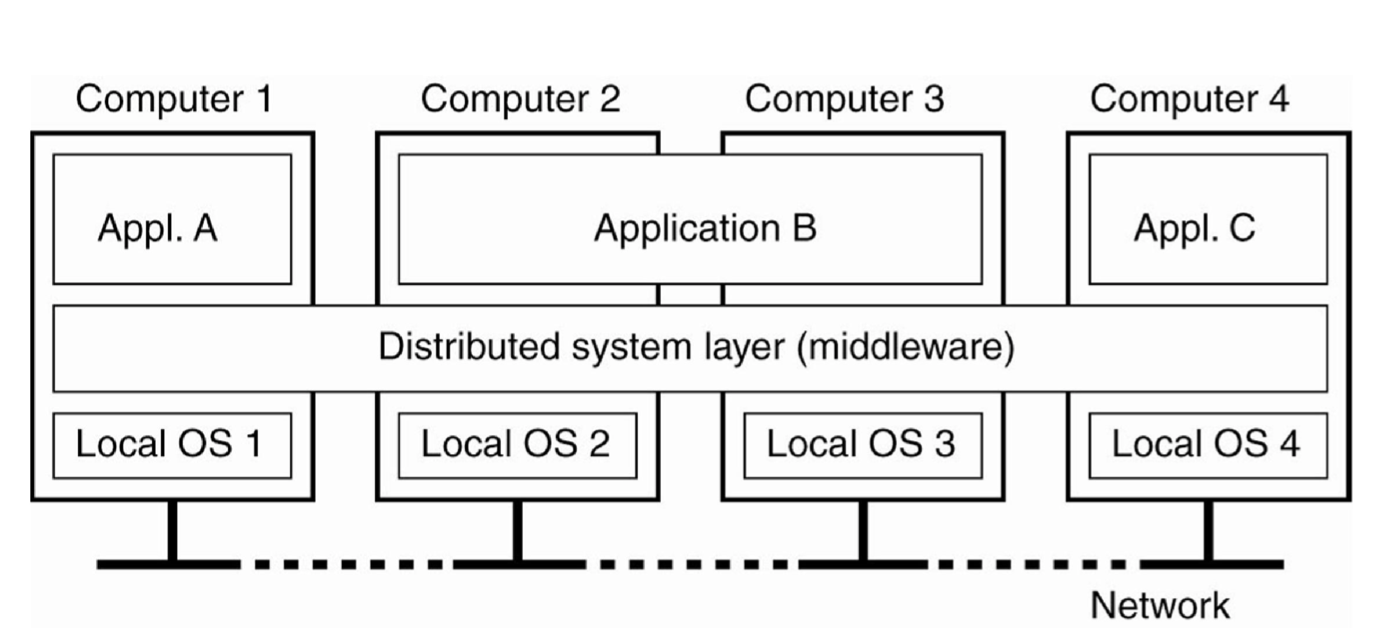 Computer 1
Computer 2
Computer 3
Computer 4
Appl. A
Application B
Appl. C
Distributed system layer (middleware)
Local OS 1
Local OS 2
Local OS 3
Local OS 4
Network